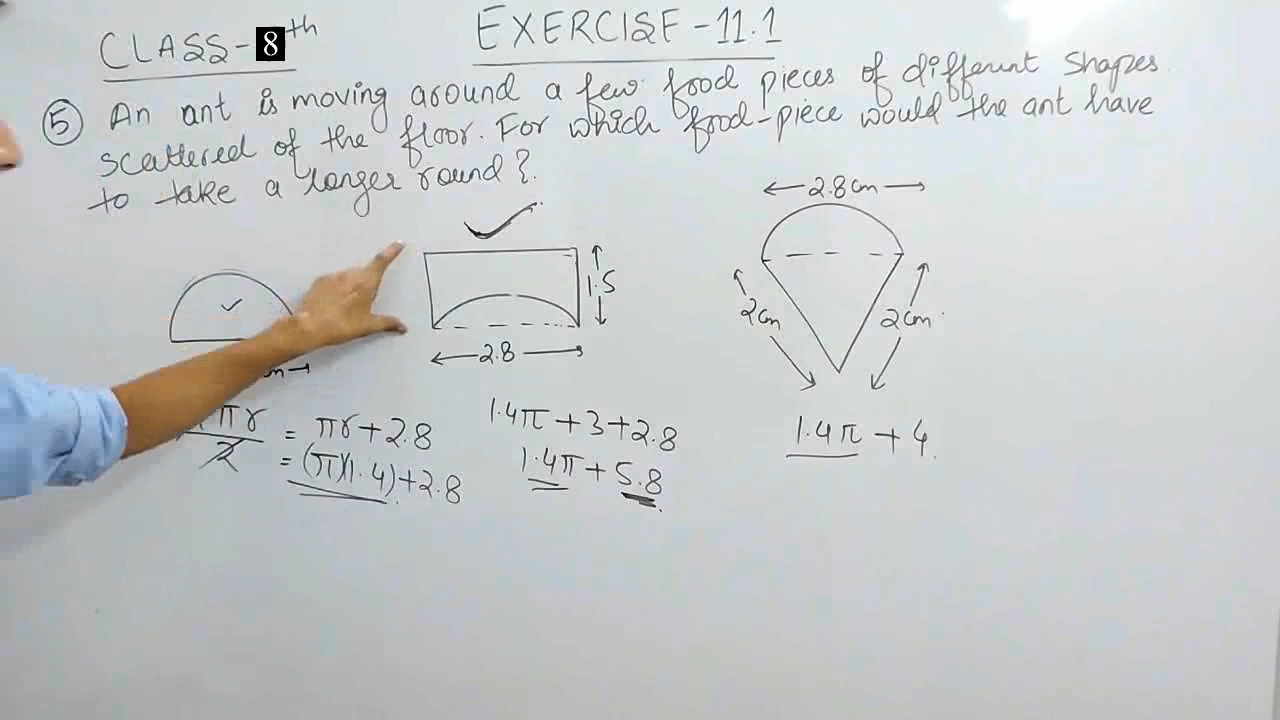 CLASS-8th
EXERCISE-11.1
5 An ant is moving around a few food pieces of different shapes
scattered of the floor. For which food-piece would the ant have
to take a longer round?
2.8cm
1.5
2cm
2cm
2.8
πr
2
= πr+2.8
= (π)(1.4)+2.8
1.4π+3+2.8
1.4π+5.8
1.4π+4